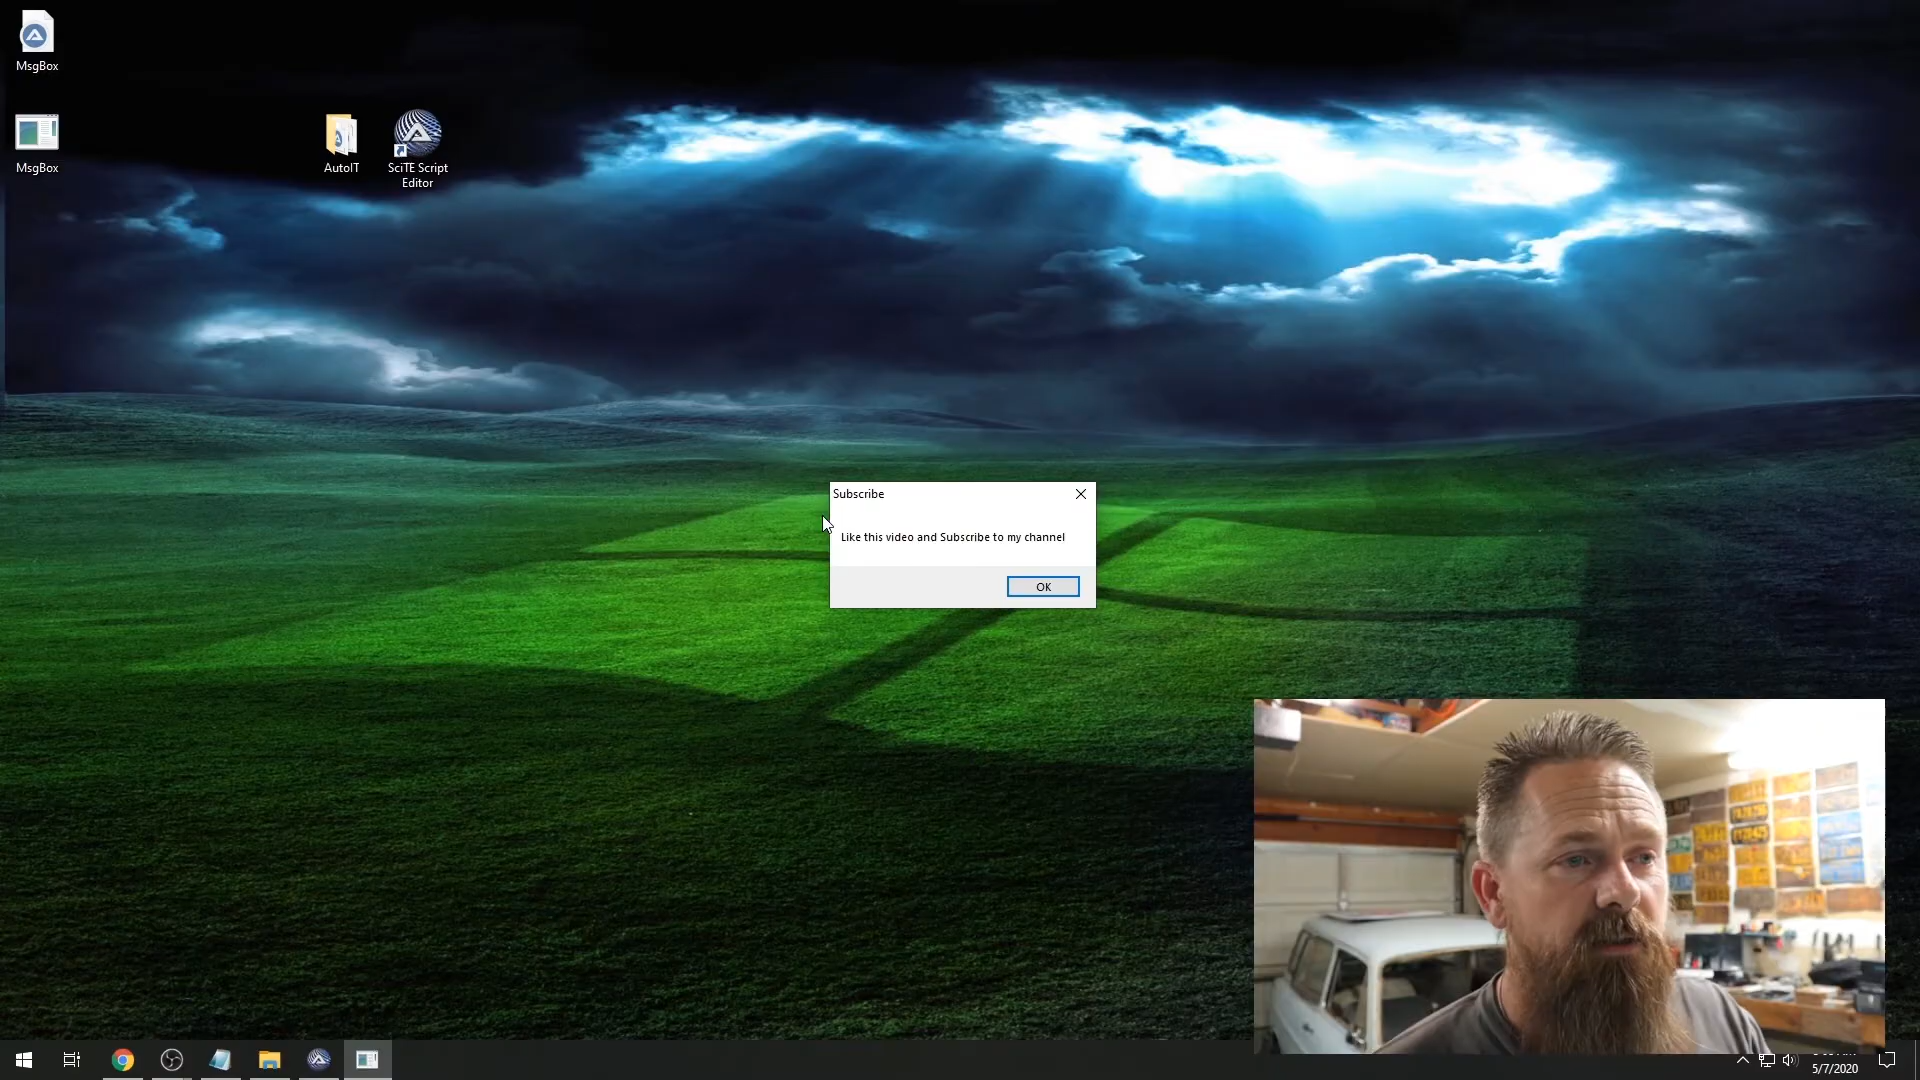 MsgBox
MsgBox
AutoIT
SciTE Script
Editor
Subscribe
Like this video and Subscribe to my channel
OK
5/7/2020